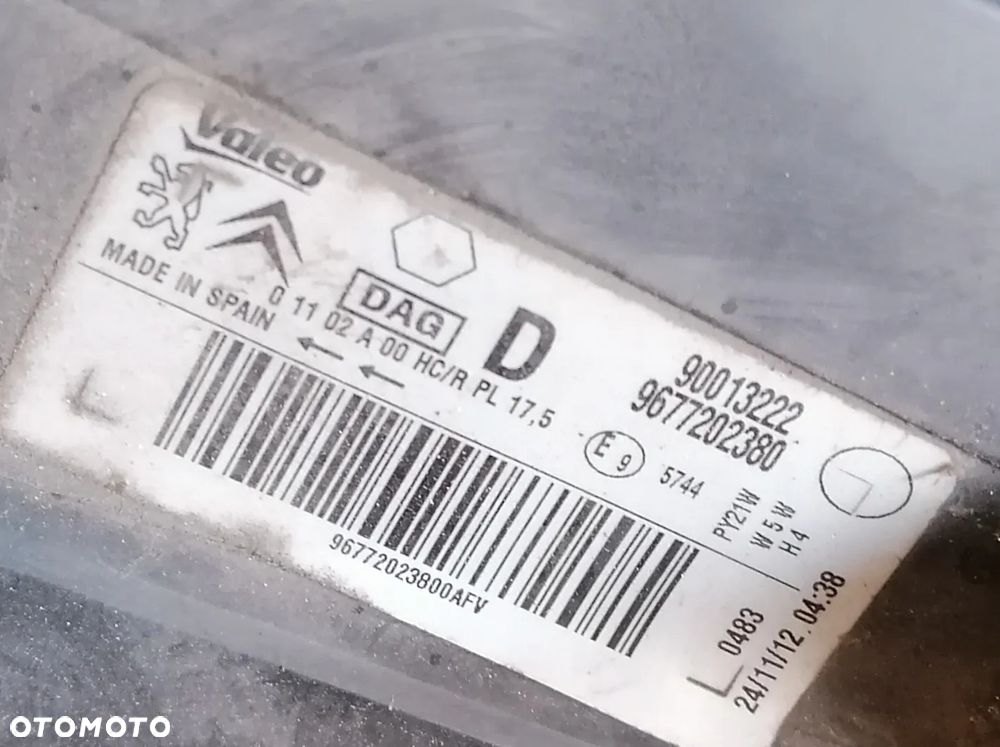 Valeo
MADE IN SPAIN
DAG
D
0 11 02 A 00 HC/R PL 17,5
90013222
9677202380
E 9
5744
PY21W
W 5 W
H 4
96772023800AFV
0483
24/11/12 04:38
OTOMOTO